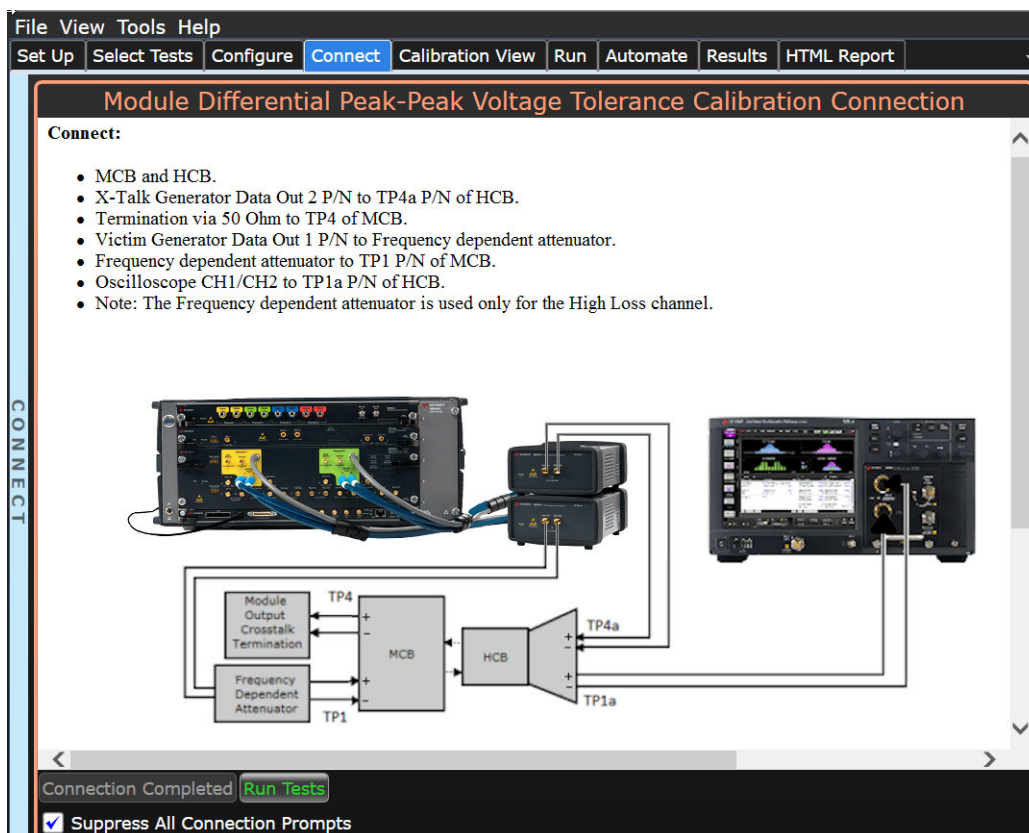 File View Tools Help
Set Up Select Tests Configure Connect Calibration View Run Automate Results HTML Report
Module Differential Peak-Peak Voltage Tolerance Calibration Connection
CONNECT
Connect:
• MCB and HCB.
• X-Talk Generator Data Out 2 P/N to TP4a P/N of HCB.
• Termination via 50 Ohm to TP4 of MCB.
• Victim Generator Data Out 1 P/N to Frequency dependent attenuator.
• Frequency dependent attenuator to TP1 P/N of MCB.
• Oscilloscope CH1/CH2 to TP1a P/N of HCB.
• Note: The Frequency dependent attenuator is used only for the High Loss channel.
Module
Output
Crosstalk
Termination
TP4
+
−
MCB
HCB
TP4a
+
−
Frequency
Dependent
Attenuator
TP1
+
−
+
−
TP1a
Connection Completed Run Tests
Suppress All Connection Prompts